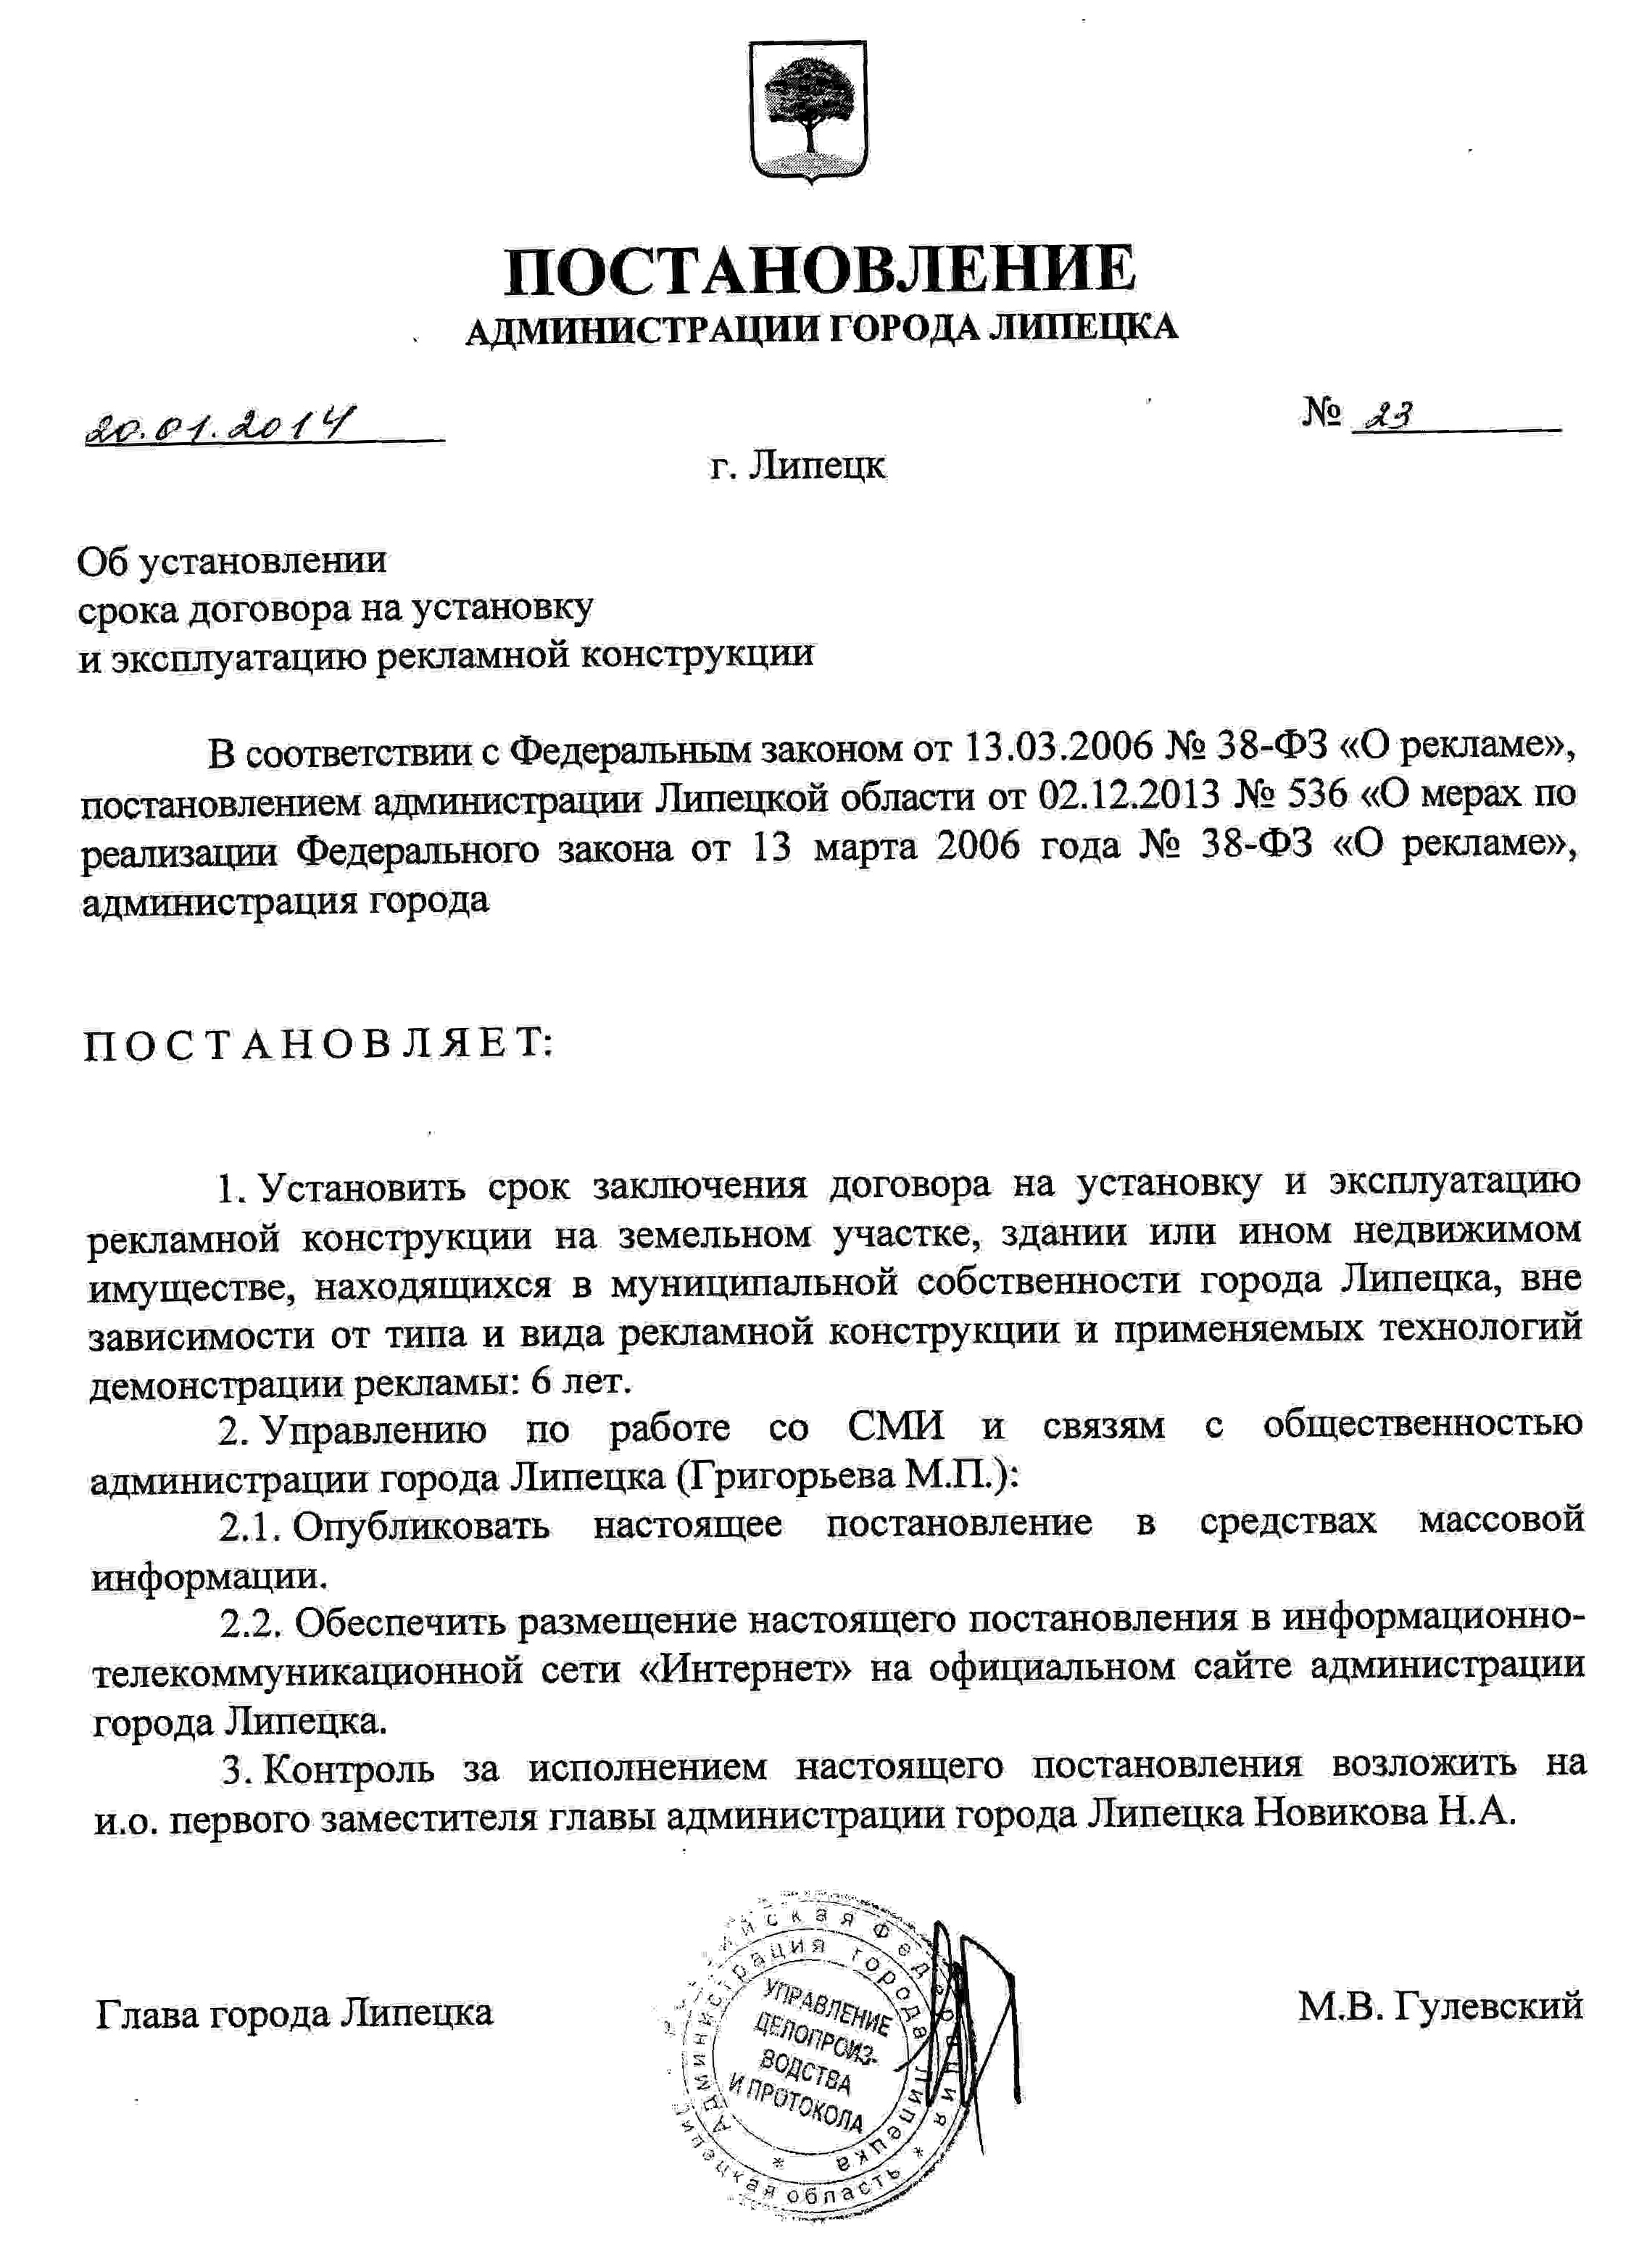 ПОСТАНОВЛЕНИЕ
АДМИНИСТРАЦИИ ГОРОДА ЛИПЕЦКА
20.01.2014 № 23
г. Липецк
Об установлении
срока договора на установку
и эксплуатацию рекламной конструкции
В соответствии с Федеральным законом от 13.03.2006 № 38-ФЗ «О рекламе»,
постановлением администрации Липецкой области от 02.12.2013 № 536 «О мерах по
реализации Федерального закона от 13 марта 2006 года № 38-ФЗ «О рекламе»,
администрация города
П О С Т А Н О В Л Я Е Т:
1. Установить срок заключения договора на установку и эксплуатацию
рекламной конструкции на земельном участке, здании или ином недвижимом
имуществе, находящихся в муниципальной собственности города Липецка, вне
зависимости от типа и вида рекламной конструкции и применяемых технологий
демонстрации рекламы: 6 лет.
2. Управлению по работе со СМИ и связям с общественностью
администрации города Липецка (Григорьева М.П.):
2.1. Опубликовать настоящее постановление в средствах массовой
информации.
2.2. Обеспечить размещение настоящего постановления в информационно-
телекоммуникационной сети «Интернет» на официальном сайте администрации
города Липецка.
3. Контроль за исполнением настоящего постановления возложить на
и.о. первого заместителя главы администрации города Липецка Новикова Н.А.
Глава города Липецка М.В. Гулевский
Федерация * Липецкая область
Администрация города Липецка *
УПРАВЛЕНИЕ
ДЕЛОПРОИЗ-
ВОДСТВА
И ПРОТОКОЛА